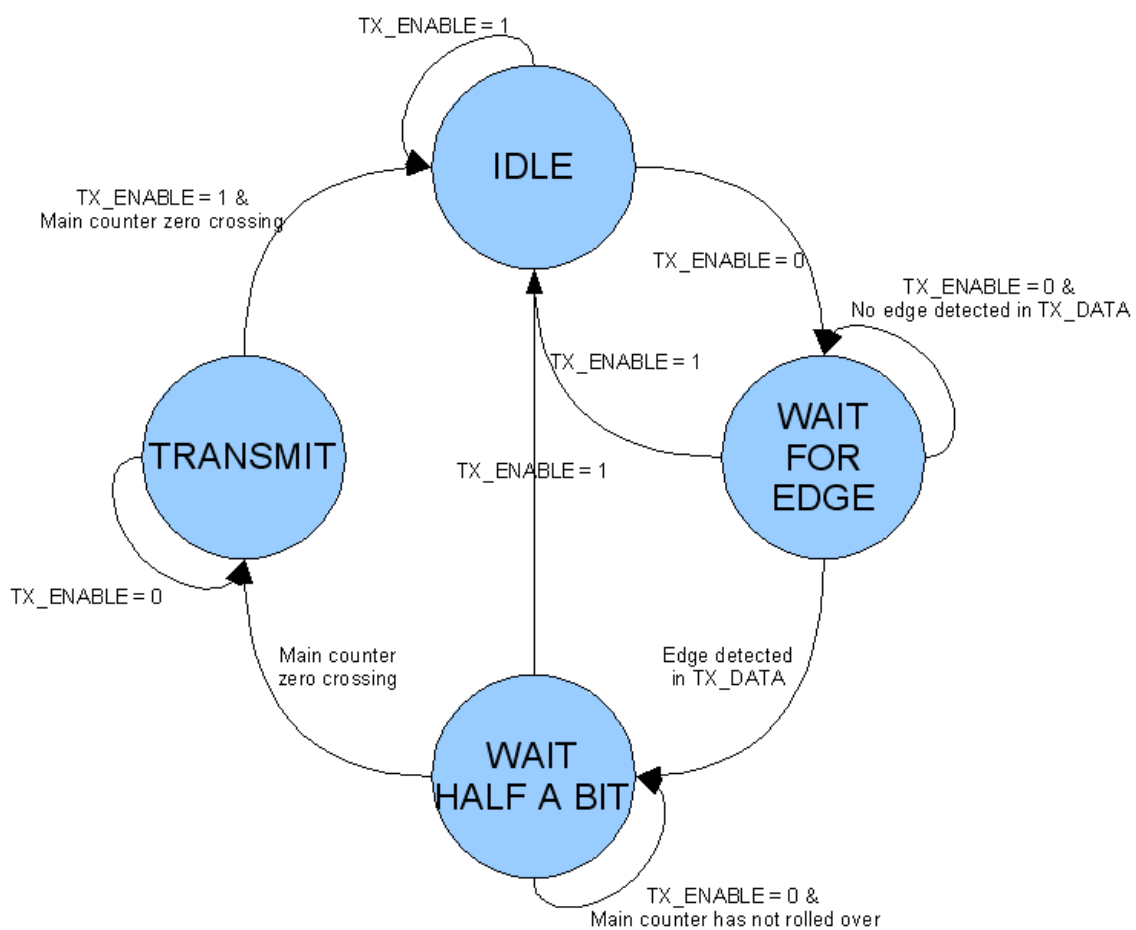 TX_ENABLE = 1
IDLE
TX_ENABLE = 1 &
Main counter zero crossing
TX_ENABLE = 0
TX_ENABLE = 0 &
No edge detected in TX_DATA
TX_ENABLE = 1
WAIT
FOR
EDGE
TRANSMIT
TX_ENABLE = 1
TX_ENABLE = 0
Main counter
zero crossing
Edge detected
in TX_DATA
WAIT
HALF A BIT
TX_ENABLE = 0 &
Main counter has not rolled over